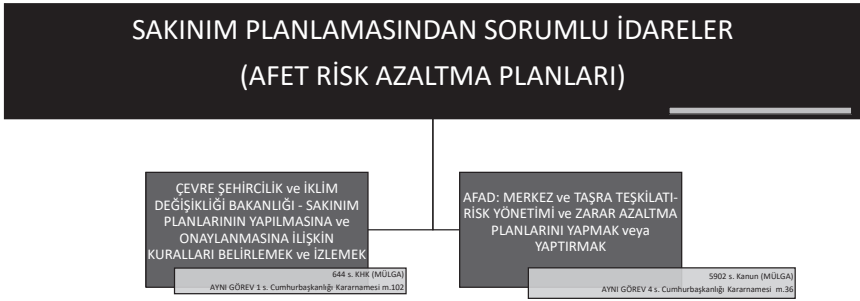 SAKINIM PLANLAMASINDAN SORUMLU İDARELER
(AFET RİSK AZALTMA PLANLARI)
ÇEVRE ŞEHİRCİLİK ve İKLİM
DEĞİŞİKLİĞİ BAKANLIĞI - SAKINIM
PLANLARININ YAPILMASINA ve
ONAYLANMASINA İLİŞKİN
KURALLARI BELİRLEMEK ve İZLEMEK
644 s. KHK (MÜLGA)
AYNI GÖREV 1 s. Cumhurbaşkanlığı Kararnamesi m.102
AFAD: MERKEZ ve TAŞRA TEŞKİLATI-
RİSK YÖNETİMİ ve ZARAR AZALTMA
PLANLARINI YAPMAK veya
YAPTIRMAK
5902 s. Kanun (MÜLGA)
AYNI GÖREV 4 s. Cumhurbaşkanlığı Kararnamesi m.36